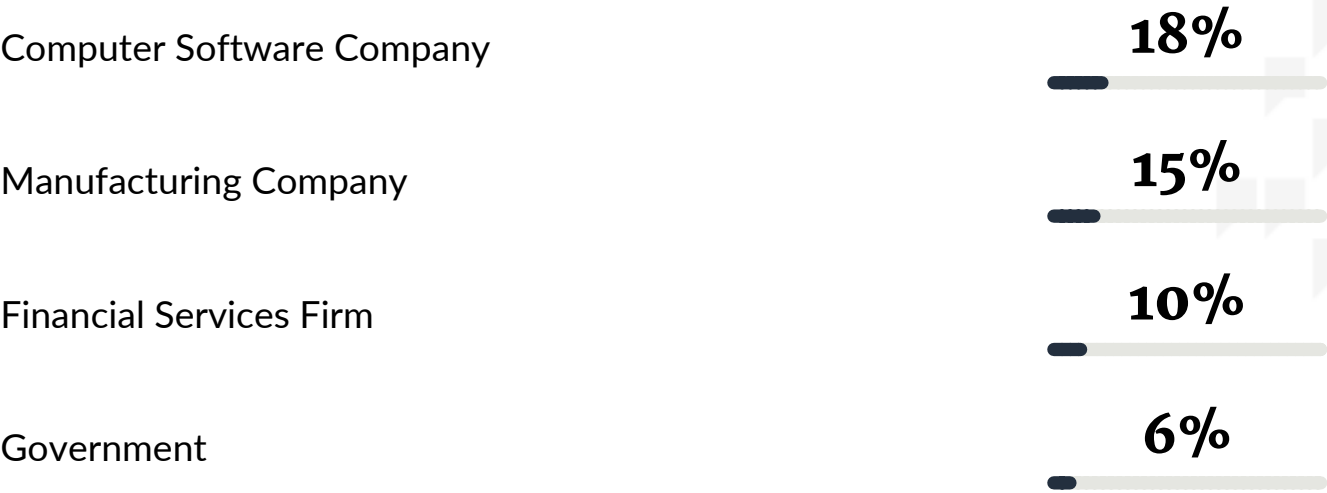 Computer Software Company 18%
Manufacturing Company 15%
Financial Services Firm 10%
Government 6%